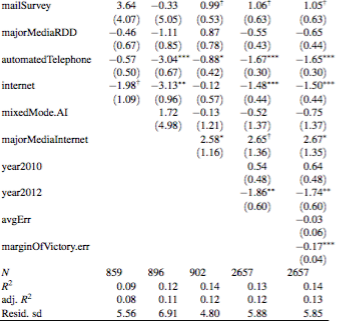 mailSurvey 3.64 −0.33 0.99† 1.06† 1.05†
(4.07) (5.05) (0.53) (0.63) (0.63)
majorMediaRDD −0.46 −1.11 0.87 −0.55 −0.65
(0.67) (0.85) (0.78) (0.43) (0.44)
automatedTelephone −0.57 −3.04*** −0.88* −1.67*** −1.65***
(0.50) (0.67) (0.42) (0.30) (0.30)
internet −1.98† −3.13** −0.12 −1.48*** −1.50***
(1.09) (0.96) (0.57) (0.44) (0.44)
mixedMode.AI 1.72 −0.13 −0.52 −0.75
(4.98) (1.21) (1.37) (1.37)
majorMediaInternet 2.58* 2.65† 2.67*
(1.16) (1.36) (1.35)
year2010 0.54 0.64
(0.48) (0.48)
year2012 −1.86** −1.74**
(0.60) (0.60)
avgErr −0.03
(0.06)
marginOfVictory.err −0.17***
(0.04)
N 859 896 902 2657 2657
R² 0.09 0.12 0.14 0.13 0.14
adj. R² 0.08 0.11 0.12 0.12 0.13
Resid. sd 5.56 6.91 4.80 5.88 5.85